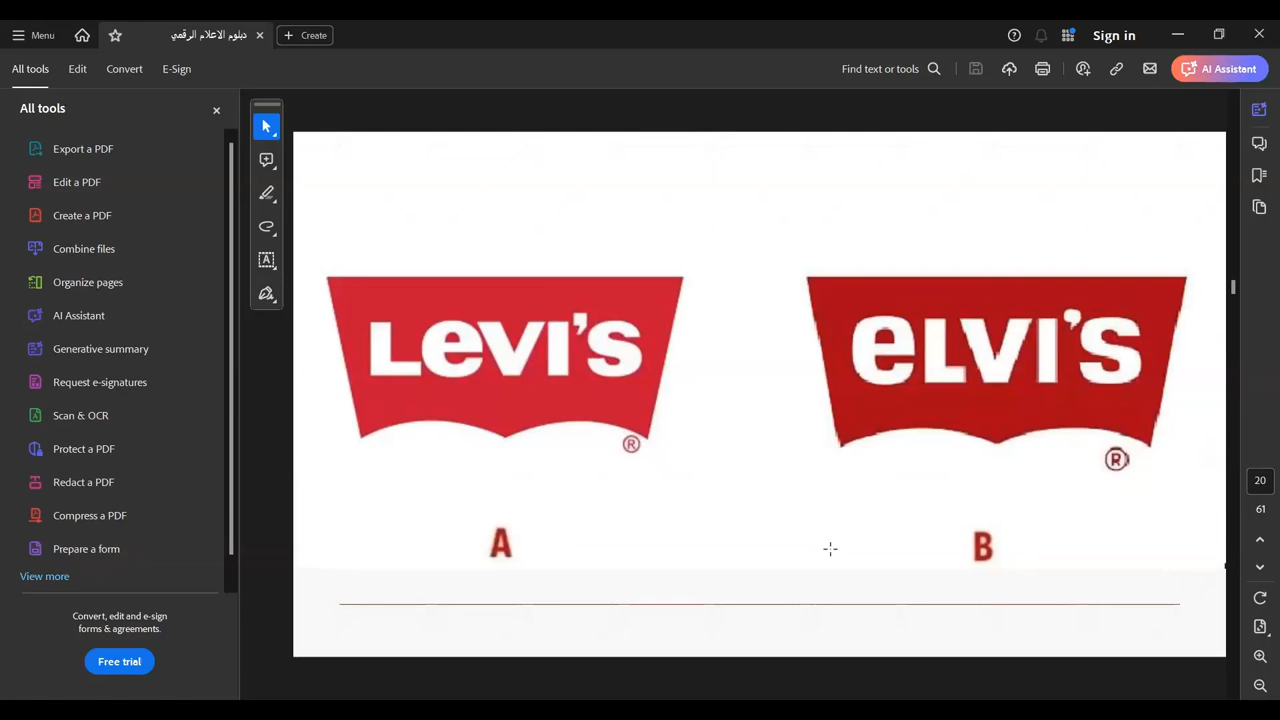 Menu
دبلوم الاعلام الرقمي
Create
Sign in
All tools
Edit
Convert
E-Sign
Find text or tools
AI Assistant
All tools
Export a PDF
Edit a PDF
Create a PDF
Combine files
Organize pages
AI Assistant
Generative summary
Request e-signatures
Scan & OCR
Protect a PDF
Redact a PDF
Compress a PDF
Prepare a form
View more
Convert, edit and e-sign
forms & agreements.
Free trial
LeVI'S
®
A
eLVI'S
®
B
20
61